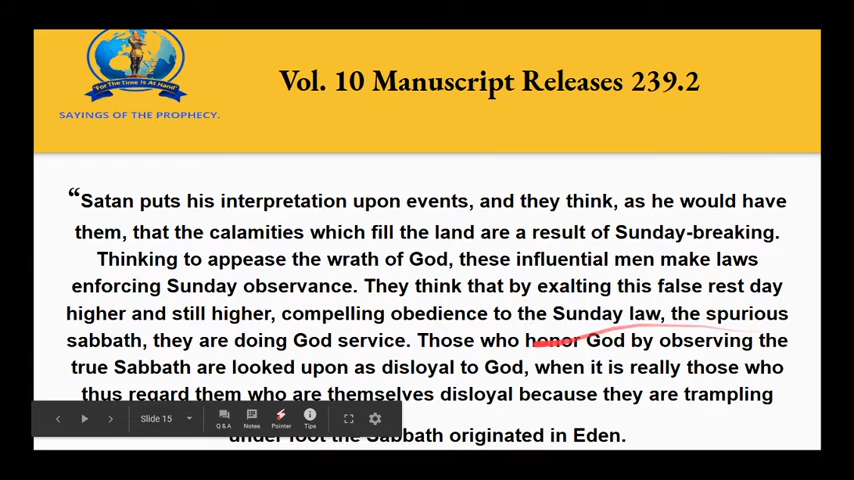 Vol. 10 Manuscript Releases 239.2
"For The Time Is At Hand"
SAYINGS OF THE PROPHECY.
“Satan puts his interpretation upon events, and they think, as he would have
them, that the calamities which fill the land are a result of Sunday-breaking.
Thinking to appease the wrath of God, these influential men make laws
enforcing Sunday observance. They think that by exalting this false rest day
higher and still higher, compelling obedience to the Sunday law, the spurious
sabbath, they are doing God service. Those who honor God by observing the
true Sabbath are looked upon as disloyal to God, when it is really those who
thus regard them who are themselves disloyal because they are trampling
under foot the Sabbath originated in Eden.
Slide 15
Q&A
Notes
Pointer
Tips